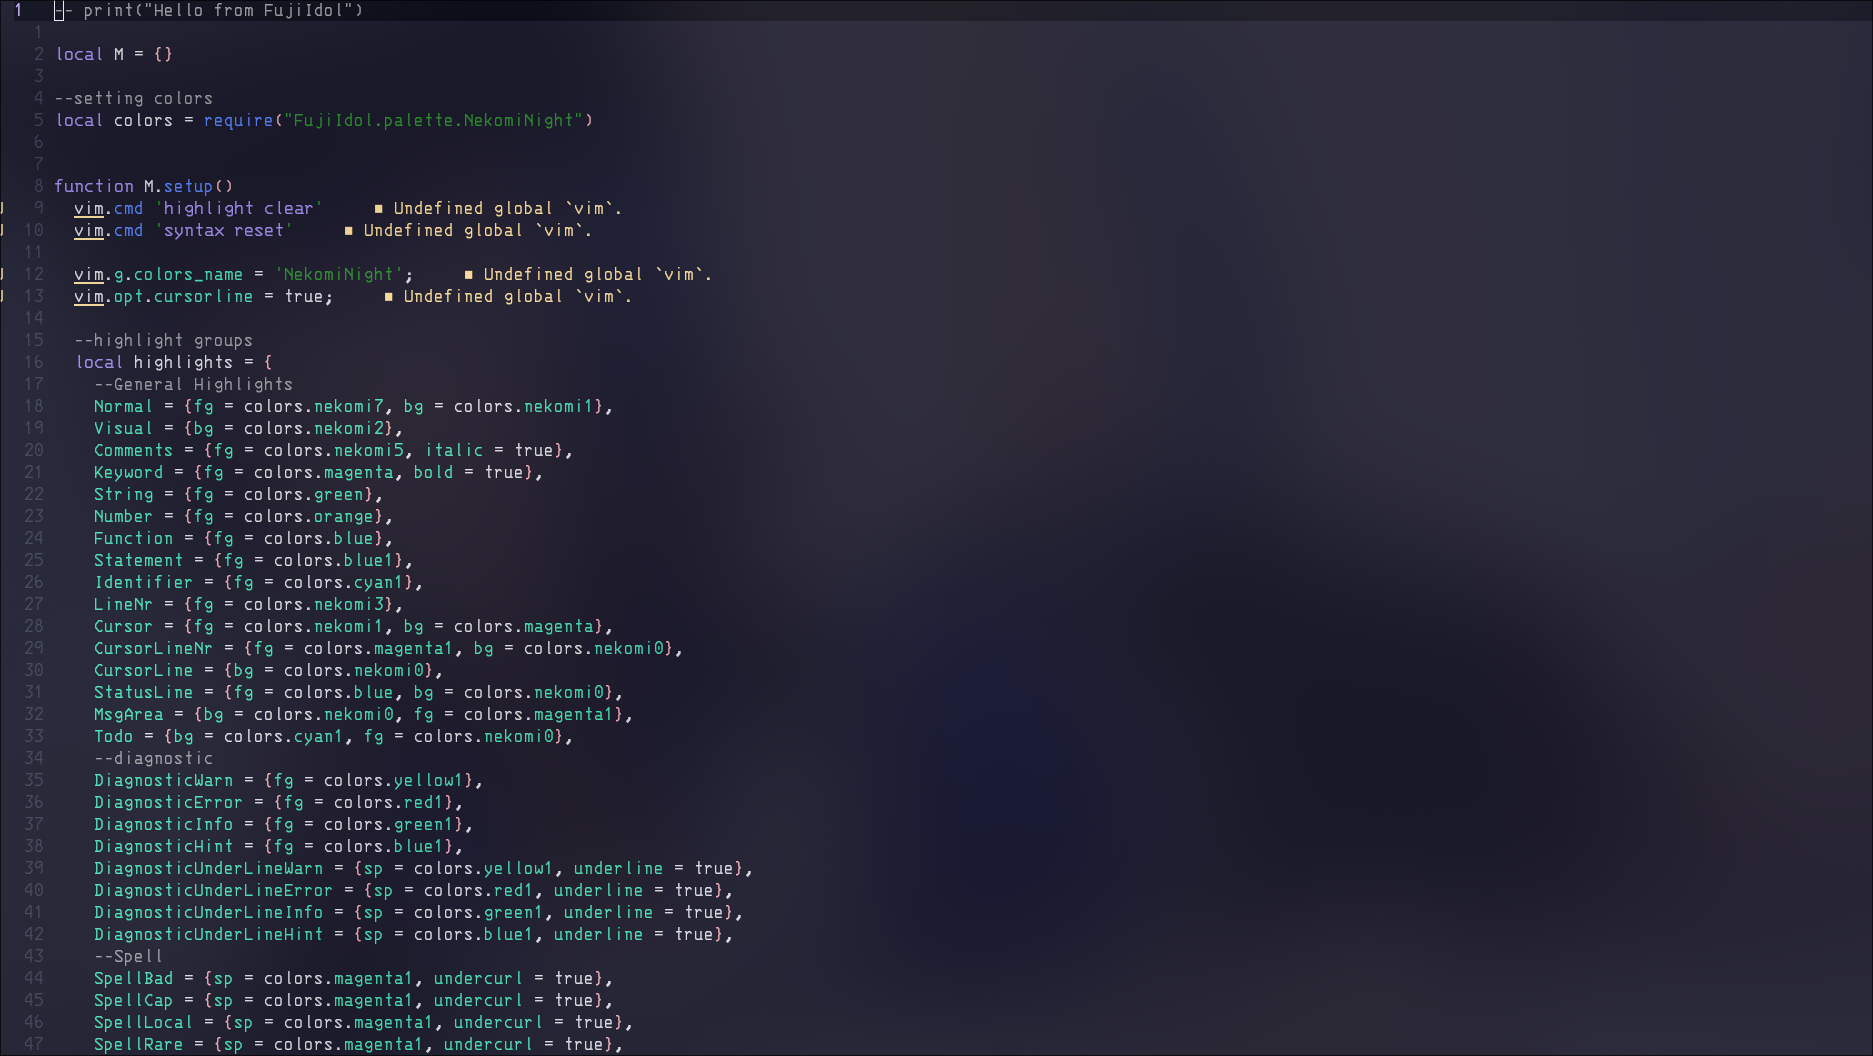 1 -- print("Hello from FujiIdol")
1
2 local M = {}
3
4 --setting colors
5 local colors = require("FujiIdol.palette.NekomiNight")
6
7
8 function M.setup()
9 vim.cmd 'highlight clear' ■ Undefined global `vim`.
10 vim.cmd 'syntax reset' ■ Undefined global `vim`.
11
12 vim.g.colors_name = 'NekomiNight'; ■ Undefined global `vim`.
13 vim.opt.cursorline = true; ■ Undefined global `vim`.
14
15 --highlight groups
16 local highlights = {
17 --General Highlights
18 Normal = {fg = colors.nekomi7, bg = colors.nekomi1},
19 Visual = {bg = colors.nekomi2},
20 Comments = {fg = colors.nekomi5, italic = true},
21 Keyword = {fg = colors.magenta, bold = true},
22 String = {fg = colors.green},
23 Number = {fg = colors.orange},
24 Function = {fg = colors.blue},
25 Statement = {fg = colors.blue1},
26 Identifier = {fg = colors.cyan1},
27 LineNr = {fg = colors.nekomi3},
28 Cursor = {fg = colors.nekomi1, bg = colors.magenta},
29 CursorLineNr = {fg = colors.magenta1, bg = colors.nekomi0},
30 CursorLine = {bg = colors.nekomi0},
31 StatusLine = {fg = colors.blue, bg = colors.nekomi0},
32 MsgArea = {bg = colors.nekomi0, fg = colors.magenta1},
33 Todo = {bg = colors.cyan1, fg = colors.nekomi0},
34 --diagnostic
35 DiagnosticWarn = {fg = colors.yellow1},
36 DiagnosticError = {fg = colors.red1},
37 DiagnosticInfo = {fg = colors.green1},
38 DiagnosticHint = {fg = colors.blue1},
39 DiagnosticUnderLineWarn = {sp = colors.yellow1, underline = true},
40 DiagnosticUnderLineError = {sp = colors.red1, underline = true},
41 DiagnosticUnderLineInfo = {sp = colors.green1, underline = true},
42 DiagnosticUnderLineHint = {sp = colors.blue1, underline = true},
43 --Spell
44 SpellBad = {sp = colors.magenta1, undercurl = true},
45 SpellCap = {sp = colors.magenta1, undercurl = true},
46 SpellLocal = {sp = colors.magenta1, undercurl = true},
47 SpellRare = {sp = colors.magenta1, undercurl = true},